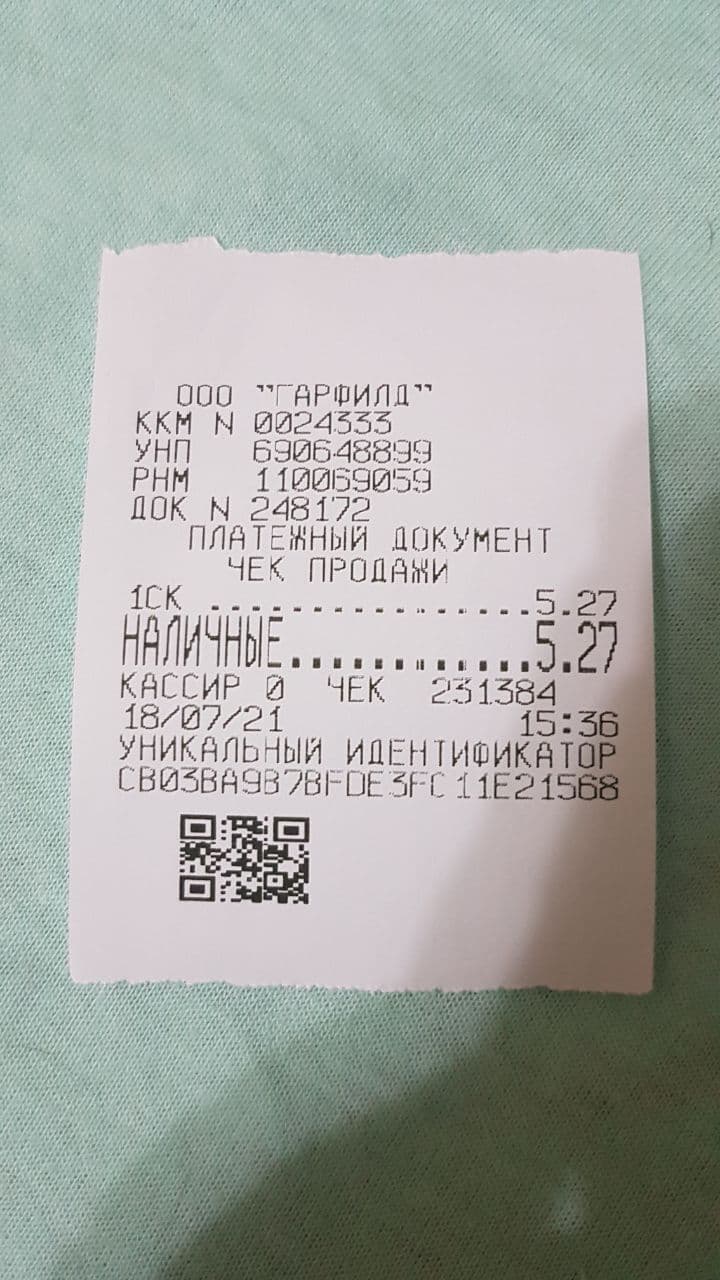 ООО "ГАРФИЛД"
ККМ N 0024333
УНП 690648899
РНМ 110069059
ДОК N 248172
ПЛАТЕЖНЫЙ ДОКУМЕНТ
ЧЕК ПРОДАЖИ
1СК ................5.27
НАЛИЧНЫЕ............5.27
КАССИР 0 ЧЕК 231384
18/07/21 15:36
УНИКАЛЬНЫЙ ИДЕНТИФИКАТОР
CB03BA9B78FDE3FC11E21568